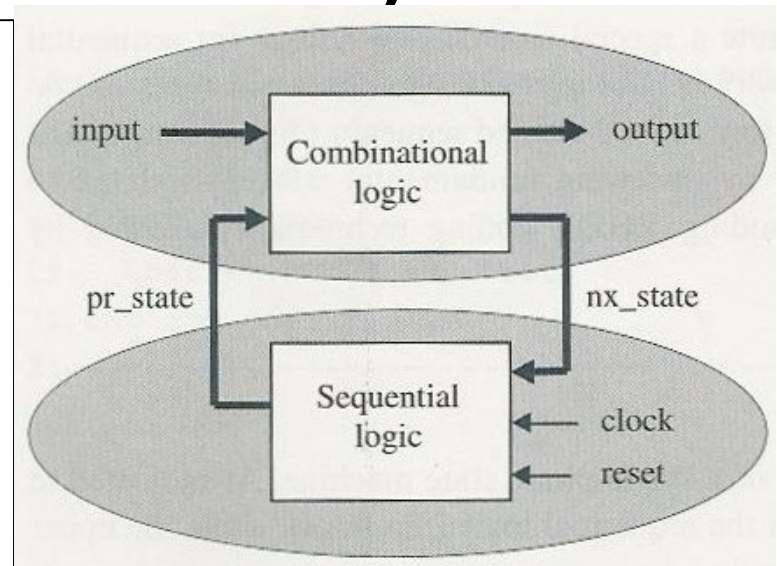 input
Combinational
logic
output
pr_state
nx_state
Sequential
logic
clock
reset